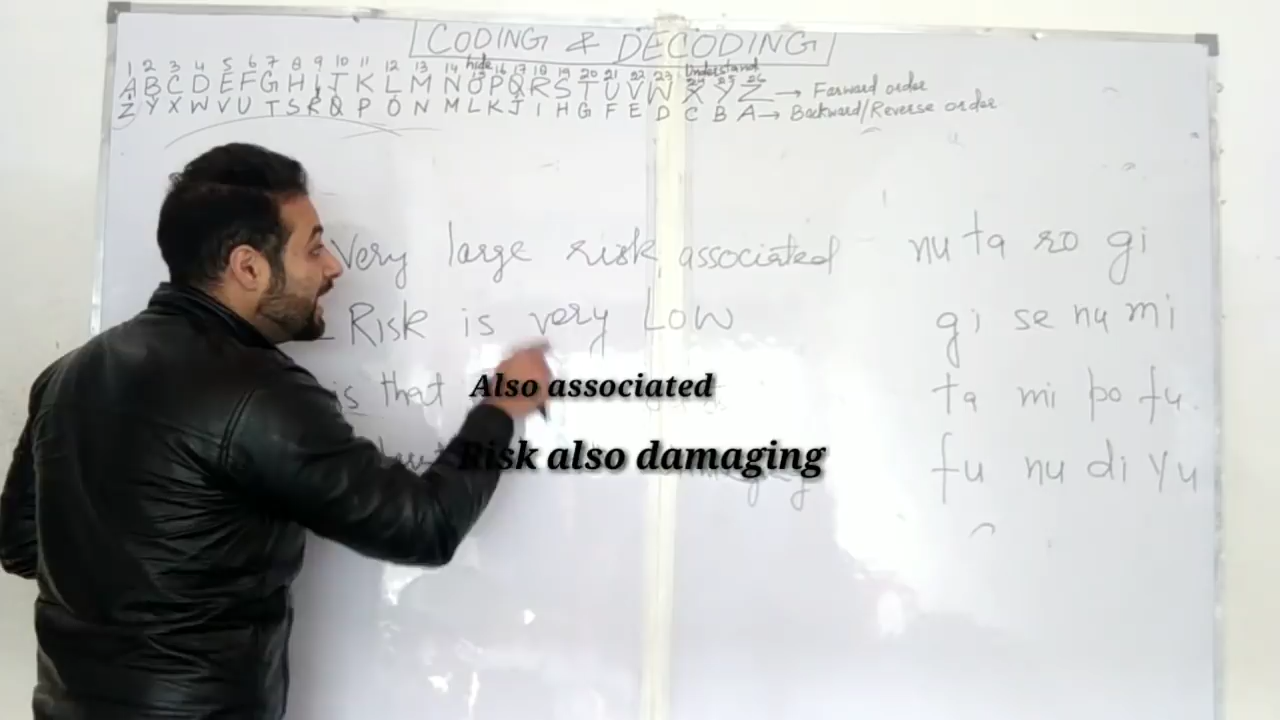 CODING & DECODING
1 2 3 4 5 6 7 8 9 10 11 12 13 14 15 16 17 18 19 20 21 22 23 24 25 26
hide Understand
A B C D E F G H I J K L M N O P Q R S T U V W X Y Z → Forward order
Z Y X W V U T S R Q P O N M L K J I H G F E D C B A → Backward/Reverse order
Very large risk associated nu ta ro gi
Risk is very Low gi se nu mi
is that Also associated ta mi po fu
Risk also damaging fu nu di yu